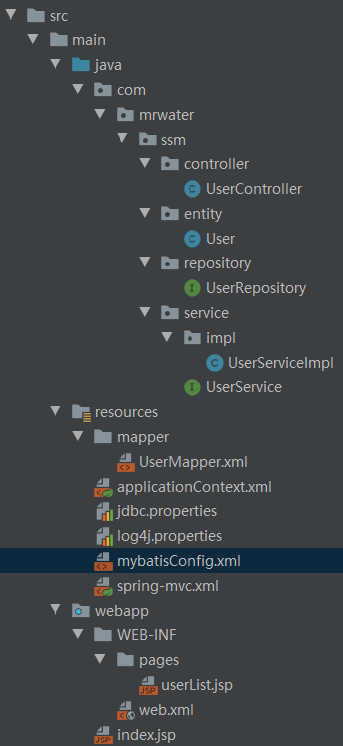 src
main
java
com
mrwater
ssm
controller
UserController
entity
User
repository
UserRepository
service
impl
UserServiceImpl
UserService
resources
mapper
UserMapper.xml
applicationContext.xml
jdbc.properties
log4j.properties
mybatisConfig.xml
spring-mvc.xml
webapp
WEB-INF
pages
userList.jsp
web.xml
index.jsp